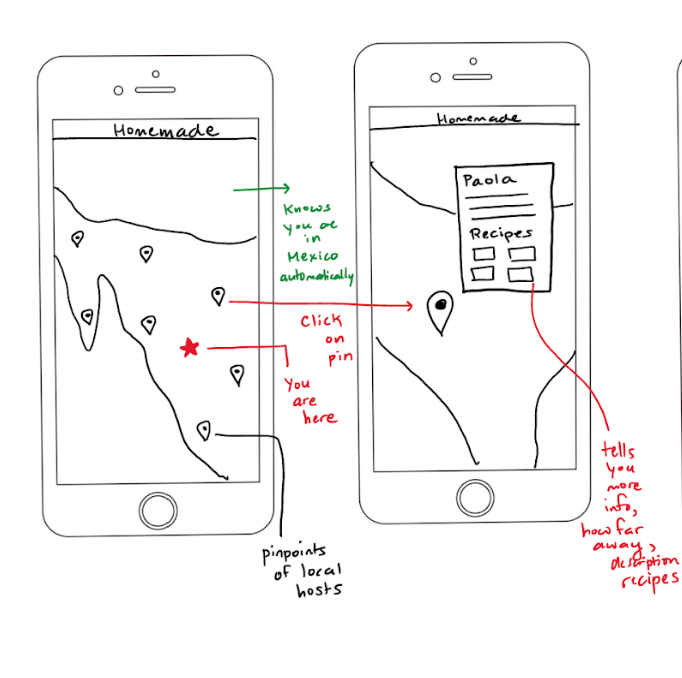 Homemade
Knows
you are
in
Mexico
automatically
Click
on
pin
You
are
here
pinpoints
of local
hosts
Homemade
Paola
Recipes
tells
you
more
info,
how far
away,
description
recipes